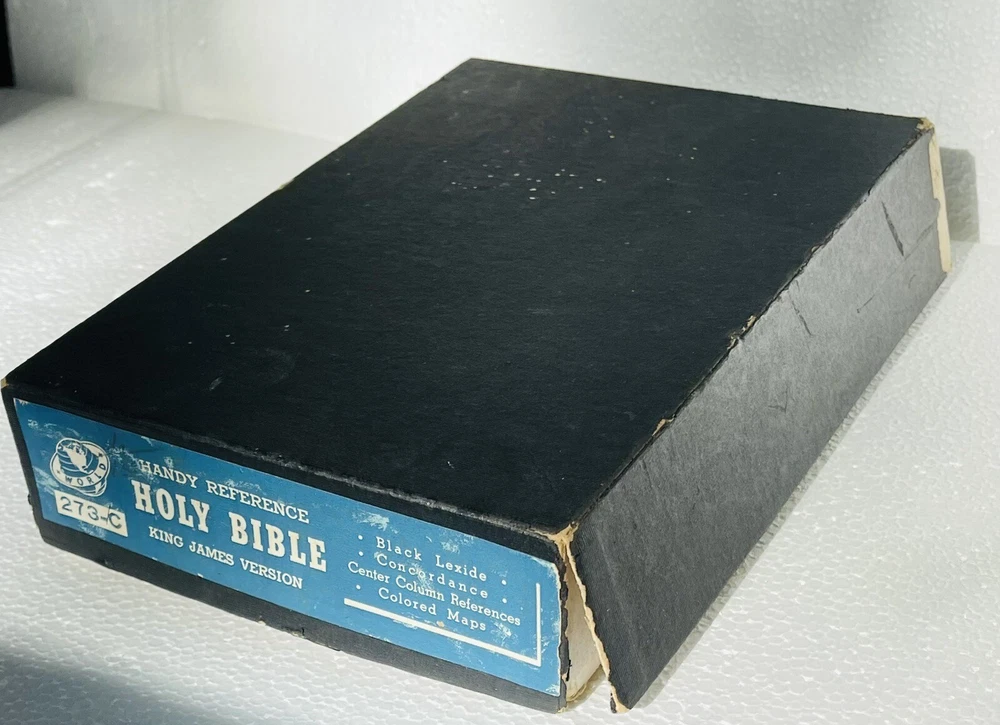 WORLD
273-C
HANDY REFERENCE
HOLY BIBLE
KING JAMES VERSION
• Black Lexide •
• Concordance •
Center Column References
• Colored Maps •